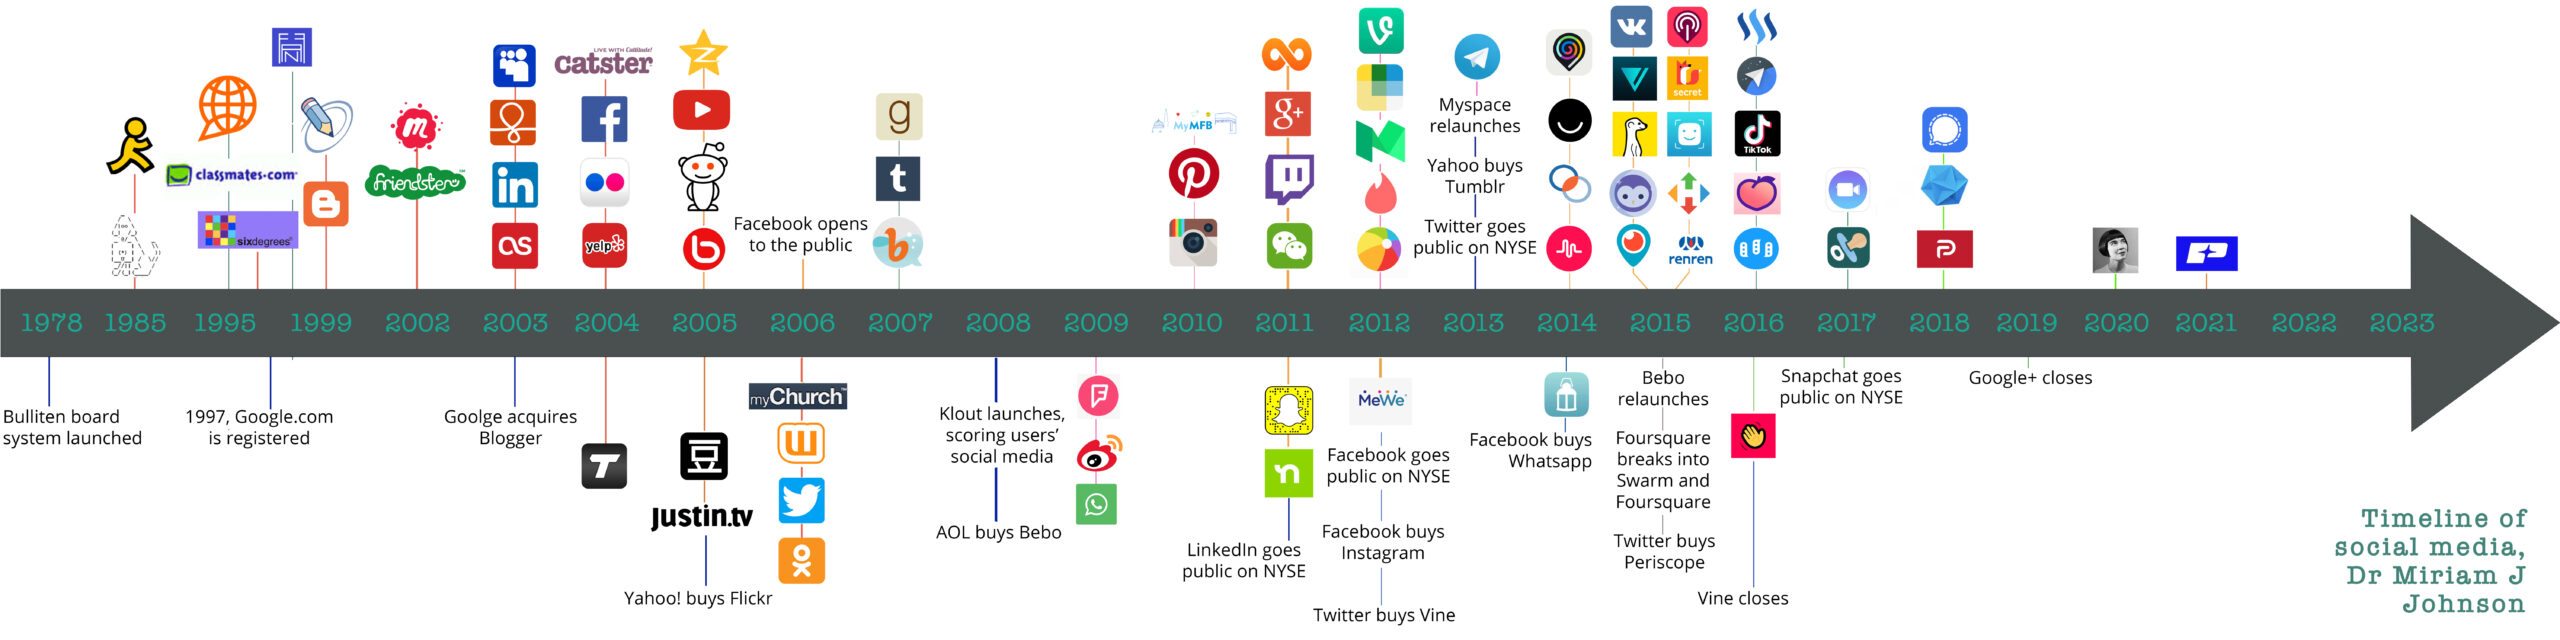 LIVE WITH Cattitude!
catster
classmates.com
sixdegrees
m
friendster
in
yelp
g
t
Facebook opens
to the public
MyMFB
g+
Myspace
relaunches
Yahoo buys
Tumblr
Twitter goes
public on NYSE
secret
renren
TikTok
1978 1985 1995 1999 2002 2003 2004 2005 2006 2007 2008 2009 2010 2011 2012 2013 2014 2015 2016 2017 2018 2019 2020 2021 2022 2023
Bulliten board
system launched
1997, Google.com
is registered
Goolge acquires
Blogger
T
豆
Justin.tv
Yahoo! buys Flickr
myChurch™
Klout launches,
scoring users’
social media
AOL buys Bebo
n
LinkedIn goes
public on NYSE
MeWe
Facebook goes
public on NYSE
Facebook buys
Instagram
Twitter buys Vine
Facebook buys
Whatsapp
Bebo
relaunches
Foursquare
breaks into
Swarm and
Foursquare
Twitter buys
Periscope
Vine closes
Snapchat goes
public on NYSE
Google+ closes
Timeline of
social media,
Dr Miriam J
Johnson